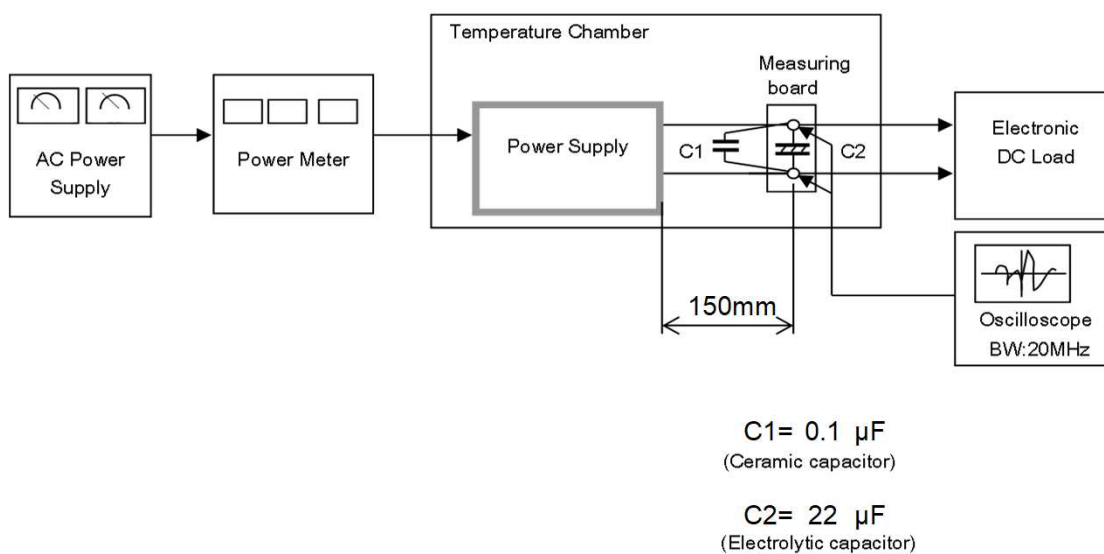 Temperature Chamber
Measuring
board
AC Power
Supply
Power Meter
Power Supply
C1
C2
Electronic
DC Load
150mm
Oscilloscope
BW:20MHz
C1= 0.1 µF
(Ceramic capacitor)
C2= 22 µF
(Electrolytic capacitor)